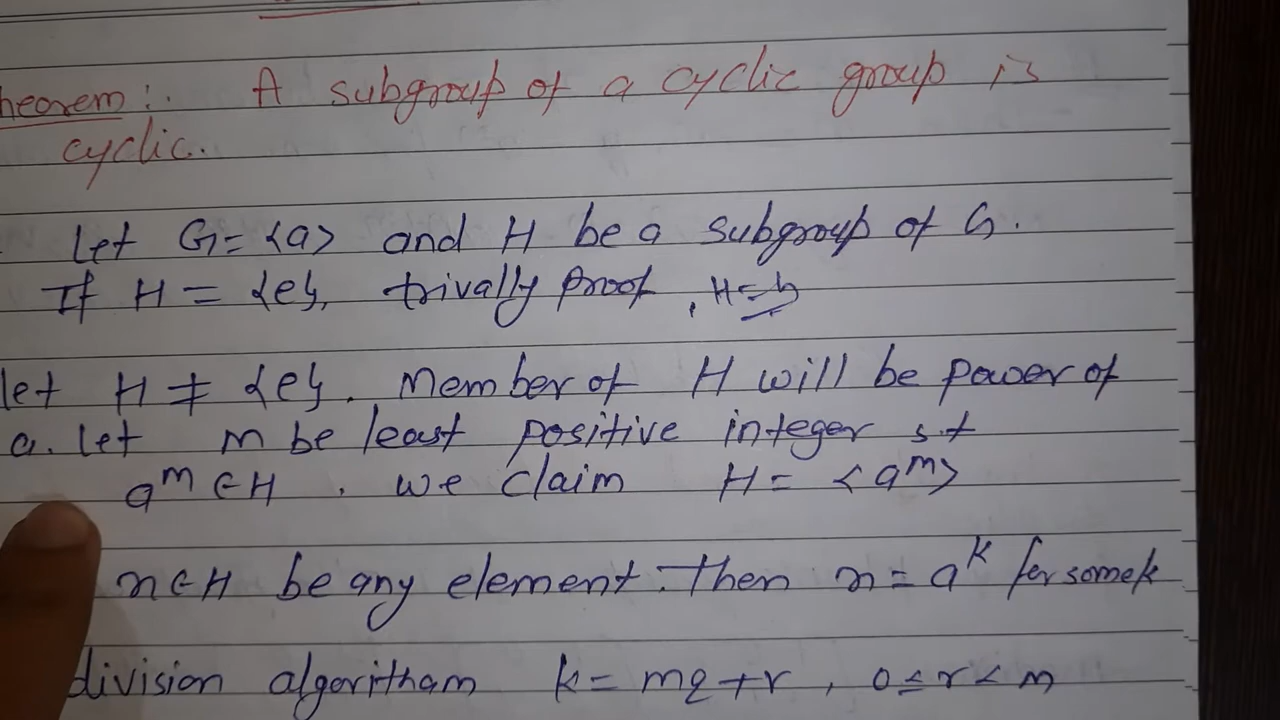 heorem:. A subgroup of a cyclic group is
cyclic.
Let G=<a> and H be a subgroup of G.
If H = {e}, trivally proof, H=G
let H ≠ {e}. Member of H will be power of
a. Let m be least positive integer s.t
a^m ∈ H. we claim H = <a^m>
x ∈ H be any element. Then x = a^k for some k
division algoritham k = mq+r, 0 ≤ r < m